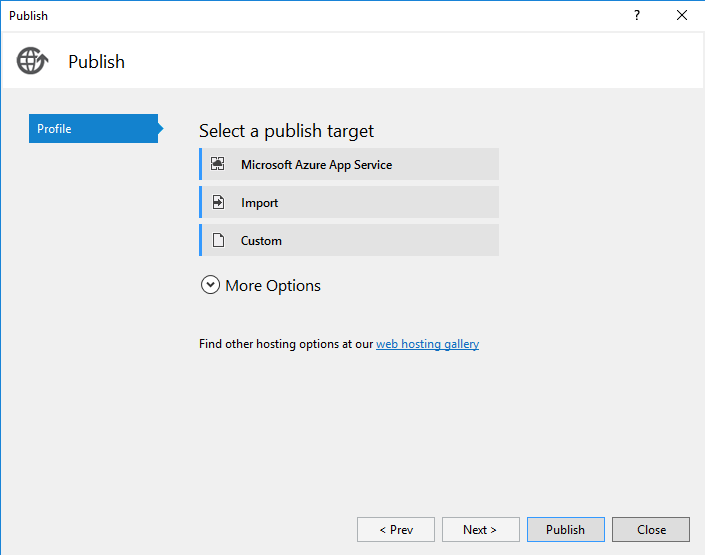 Publish
?
Publish
Profile
Select a publish target
Microsoft Azure App Service
Import
Custom
More Options
Find other hosting options at our web hosting gallery
< Prev
Next >
Publish
Close